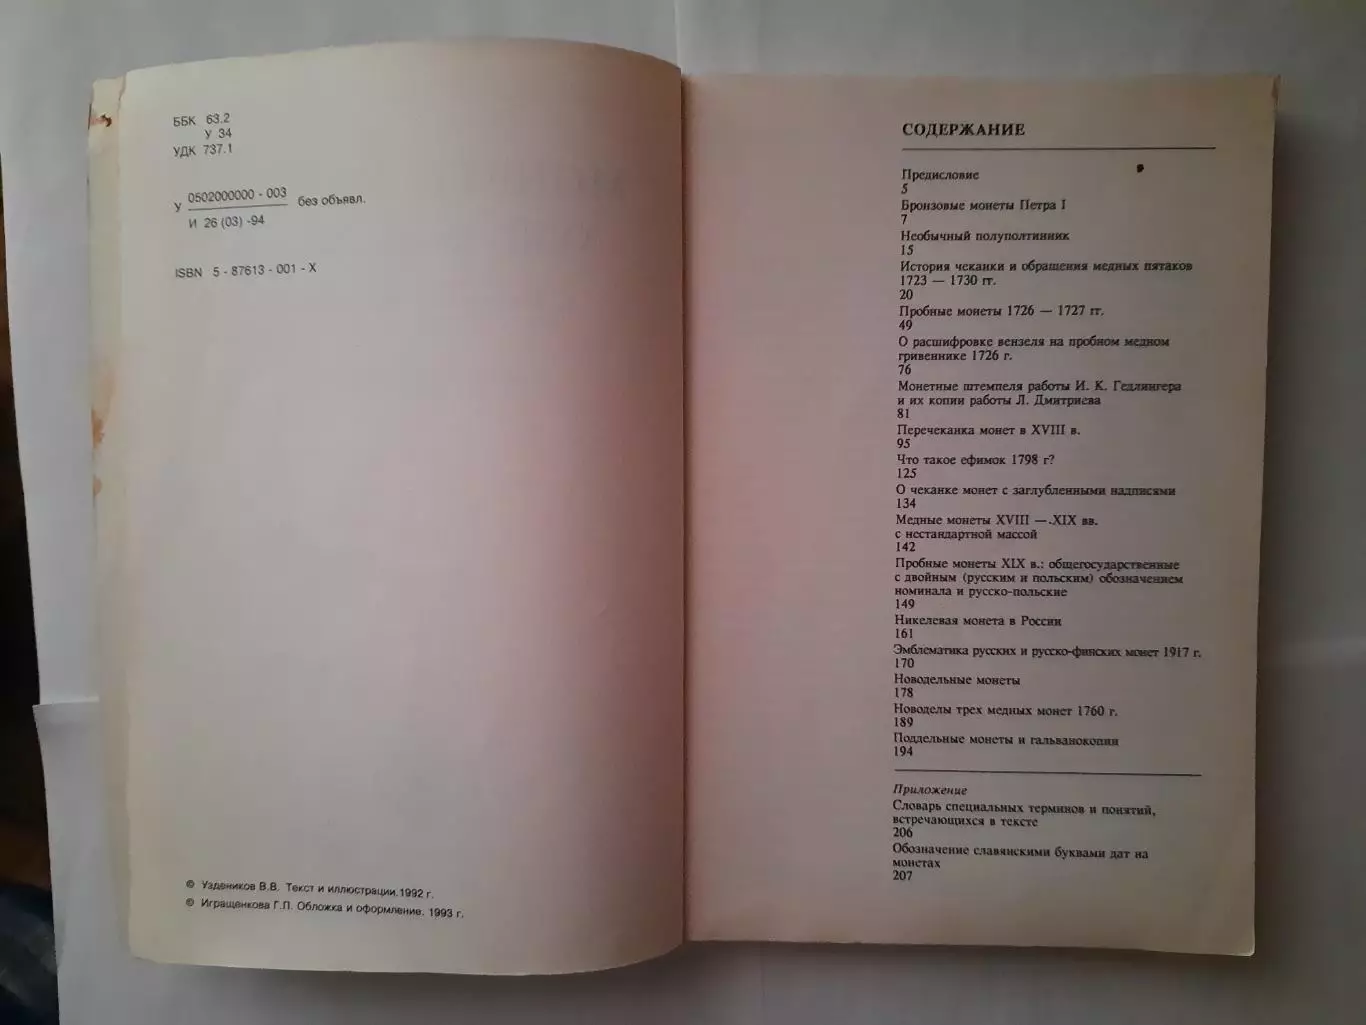 ББК 63.2
У 34
УДК 737.1
У 0502000000 - 003 без объявл.
И 26 (03) -94
ISBN 5 - 87613 - 001 - X
© Уздеников В.В. Текст и иллюстрации.1992 г.
© Игращенкова Г.П. Обложка и оформление. 1993 г.
СОДЕРЖАНИЕ
Предисловие
5
Бронзовые монеты Петра I
7
Необычный полуполтинник
15
История чеканки и обращения медных пятаков
1723 — 1730 гг.
20
Пробные монеты 1726 — 1727 гг.
49
О расшифровке вензеля на пробном медном
гривеннике 1726 г.
76
Монетные штемпеля работы И. К. Гедлингера
и их копии работы Л. Дмитриева
81
Перечеканка монет в XVIII в.
95
Что такое ефимок 1798 г?
125
О чеканке монет с заглубленными надписями
134
Медные монеты XVIII —.XIX вв.
с нестандартной массой
142
Пробные монеты XIX в.: общегосударственные
с двойным (русским и польским) обозначением
номинала и русско-польские
149
Никелевая монета в России
161
Эмблематика русских и русско-финских монет 1917 г.
170
Новодельные монеты
178
Новоделы трех медных монет 1760 г.
189
Поддельные монеты и гальванокопии
194
Приложение
Словарь специальных терминов и понятий,
встречающихся в тексте
206
Обозначение славянскими буквами дат на
монетах
207